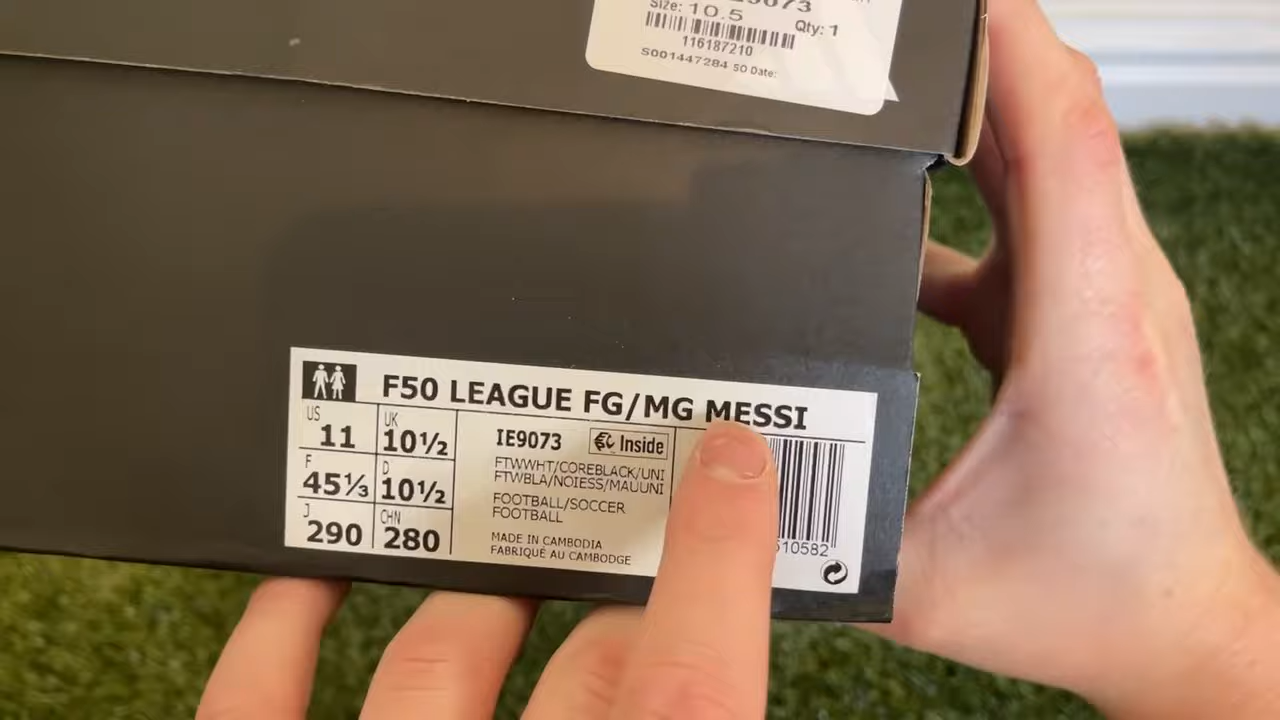 Size: 10.5
Qty: 1
116187210
S001447284 SO Date:
F50 LEAGUE FG/MG MESSI
US 11
UK 10½
F 45⅓
D 10½
J 290
CHN 280
IE9073
Inside
FTWWHT/COREBLACK/UNI
FTWBLA/NOIESS/MAUUNI
FOOTBALL/SOCCER
FOOTBALL
MADE IN CAMBODIA
FABRIQUÉ AU CAMBODGE
510582